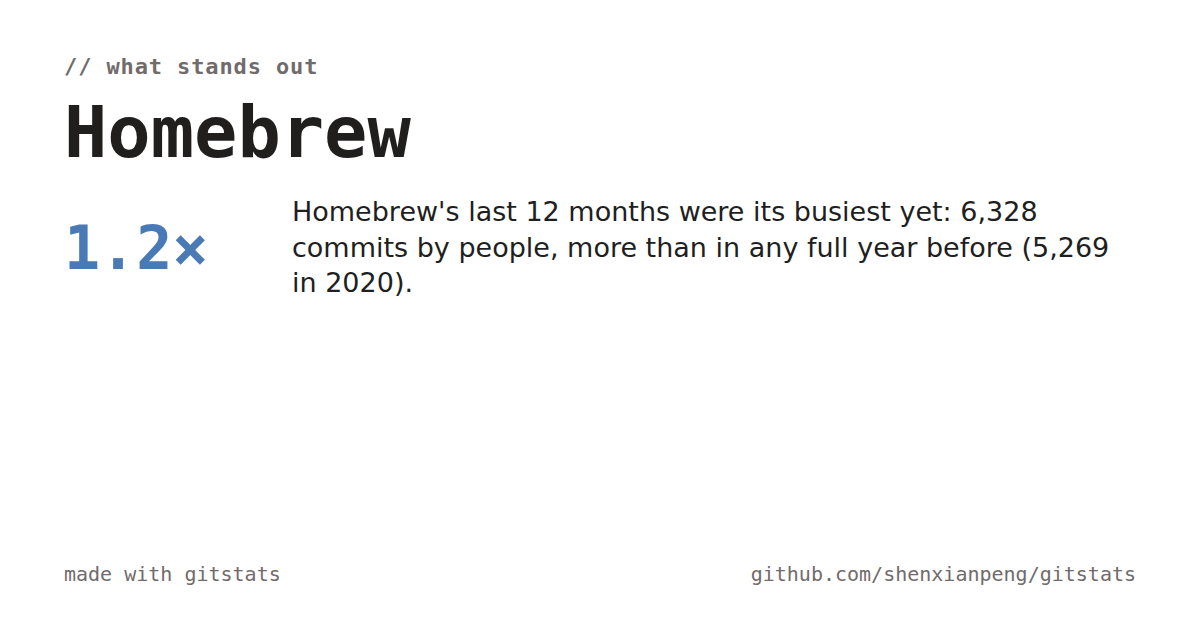 // what stands out
Homebrew
1.2×
Homebrew's last 12 months were its busiest yet: 6,328
commits by people, more than in any full year before (5,269
in 2020).
made with gitstats
github.com/shenxianpeng/gitstats